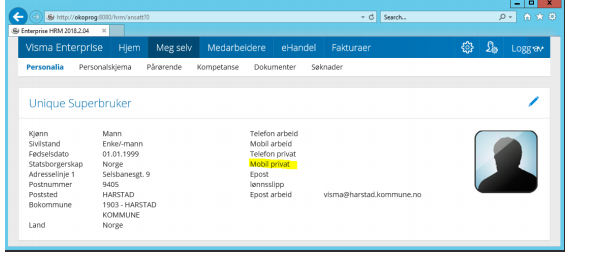 http://okoprog:8080/hrm/ansatt?0
Search...
Enterprise HRM 2018.2.04
Visma Enterprise Hjem Meg selv Medarbeidere eHandel Fakturaer Logg av
Personalia Personalskjema Pårørende Kompetanse Dokumenter Søknader
Unique Superbruker
Kjønn Mann Telefon arbeid
Sivilstand Enke/-mann Mobil arbeid
Fødselsdato 01.01.1999 Telefon privat
Statsborgerskap Norge Mobil privat
Adresselinje 1 Selsbanesgt. 9 Epost
Postnummer 9405 lønnsslipp
Poststed HARSTAD Epost arbeid visma@harstad.kommune.no
Bokommune 1903 - HARSTAD
KOMMUNE
Land Norge